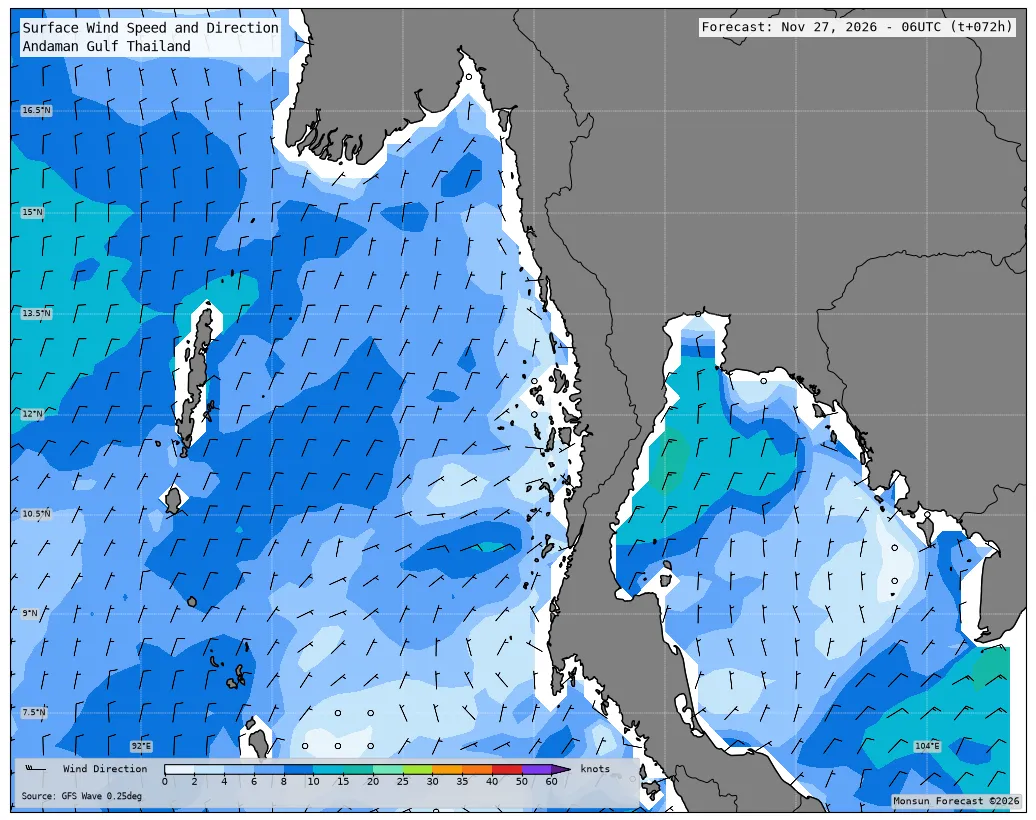 Surface Wind Speed and Direction
Andaman Gulf Thailand
Forecast: Nov 27, 2026 - 06UTC (t+072h)
16.5°N
15°N
13.5°N
12°N
10.5°N
9°N
7.5°N
92°E
104°E
Wind Direction
knots
0 2 4 6 8 10 15 20 25 30 35 40 50 60
Source: GFS Wave 0.25deg
Monsun Forecast ©2026